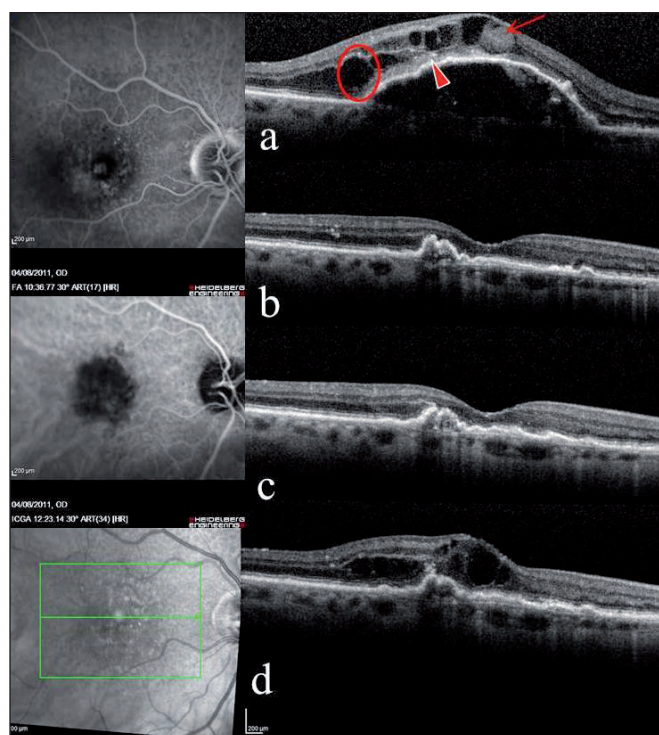 200 µm
04/08/2011, OD
FA 10:36.77 30° ART(17) [HR]
HEIDELBERG
ENGINEERING
200 µm
04/08/2011, OD
ICGA 12:23.14 30° ART(34) [HR]
HEIDELBERG
ENGINEERING
00 µm
a
b
c
d
200 µm